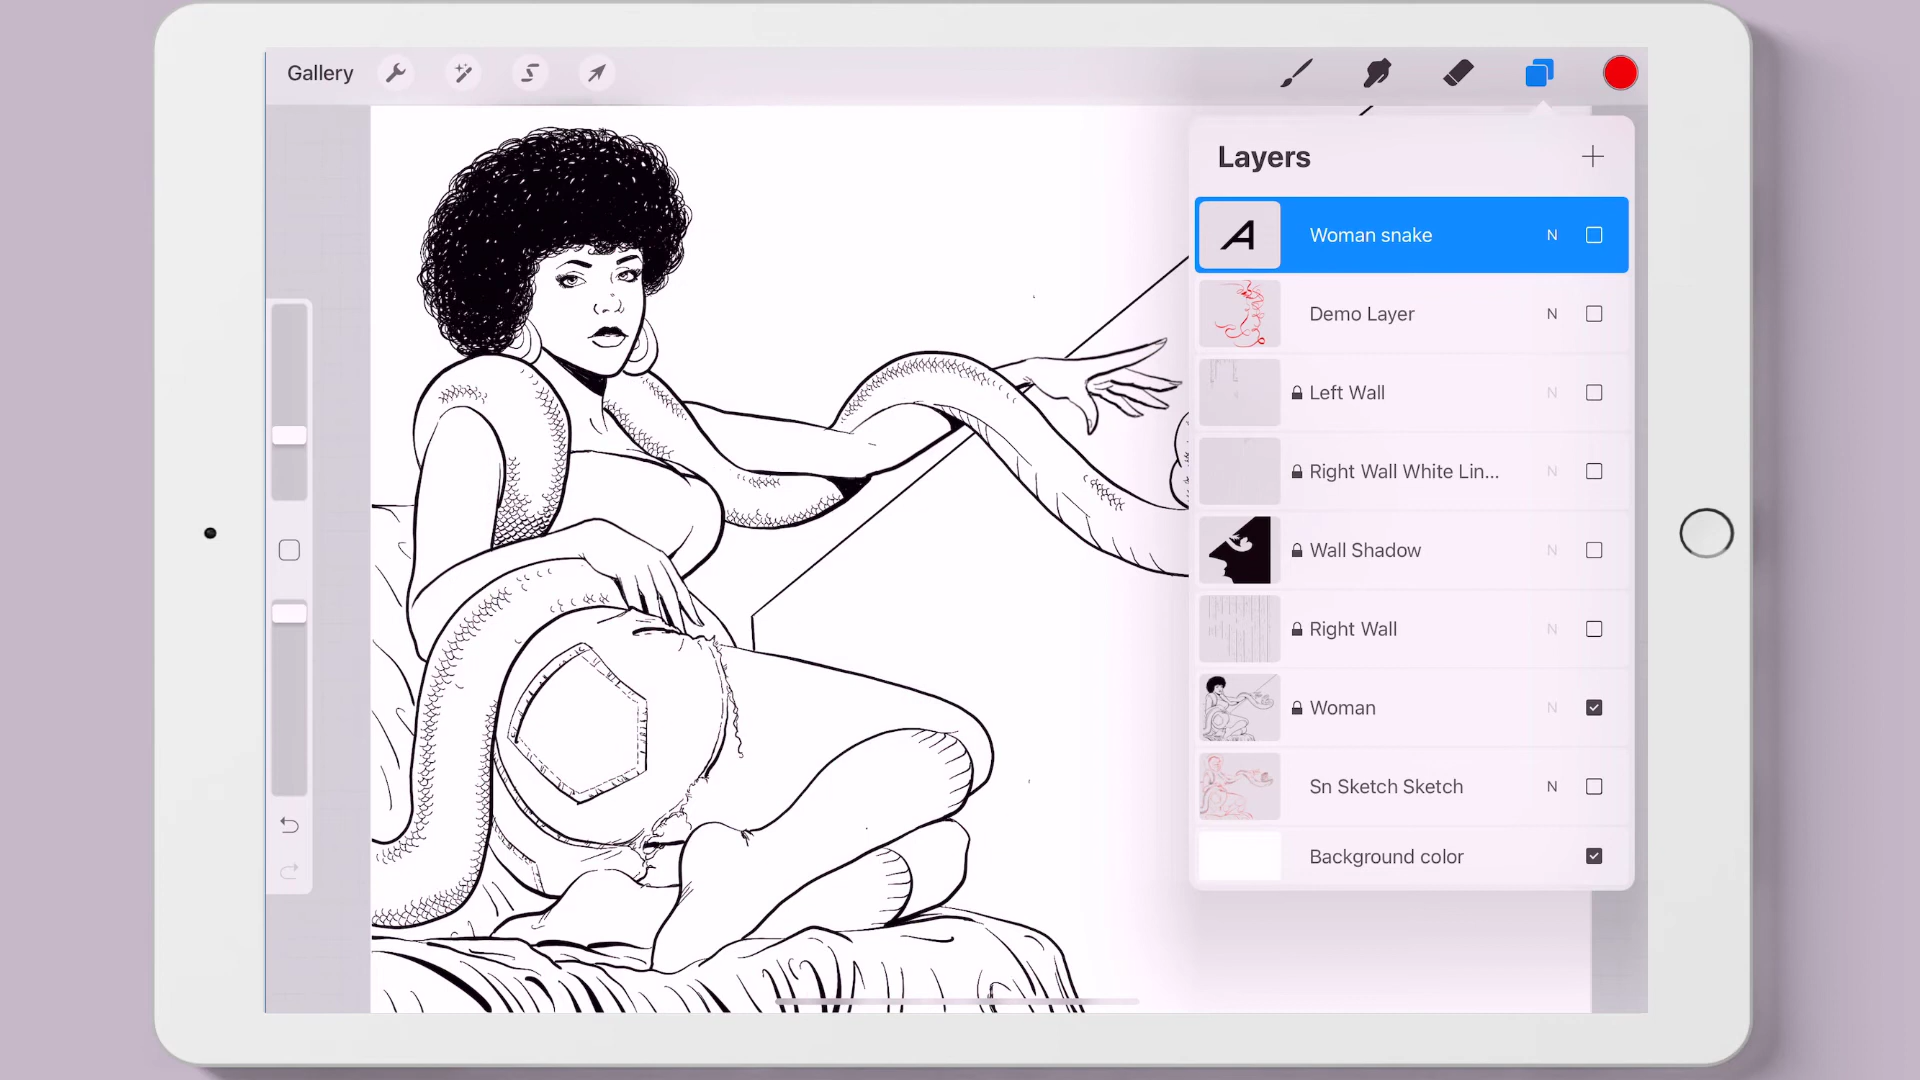 Gallery
Layers
A
Woman snake N
Demo Layer N
Left Wall N
Right Wall White Lin... N
Wall Shadow N
Right Wall N
Woman N
Sn Sketch Sketch N
Background color